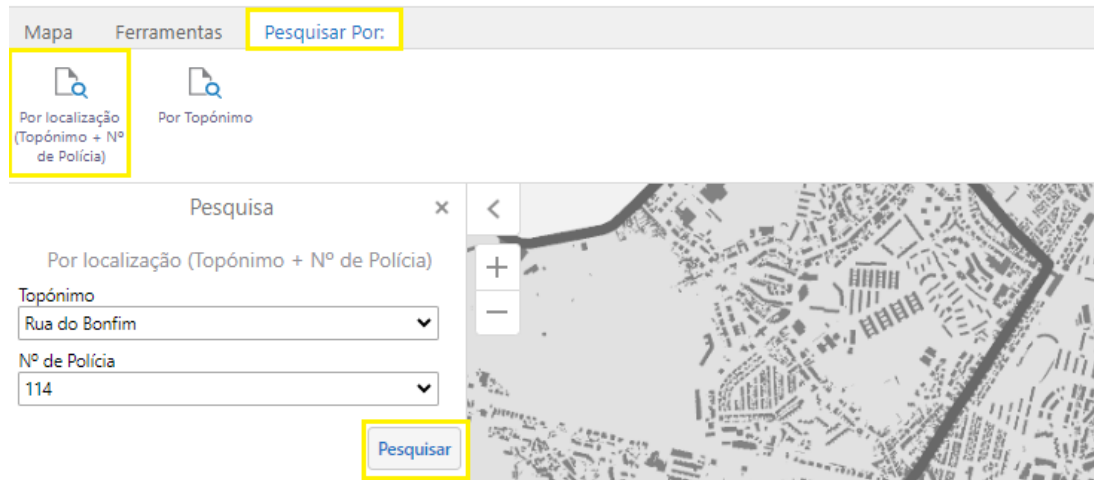 Mapa Ferramentas Pesquisar Por:
Por localização
(Topónimo + Nº
de Polícia)
Por Topónimo
Pesquisa ×
Por localização (Topónimo + Nº de Polícia)
Topónimo
Rua do Bonfim
Nº de Polícia
114
Pesquisar